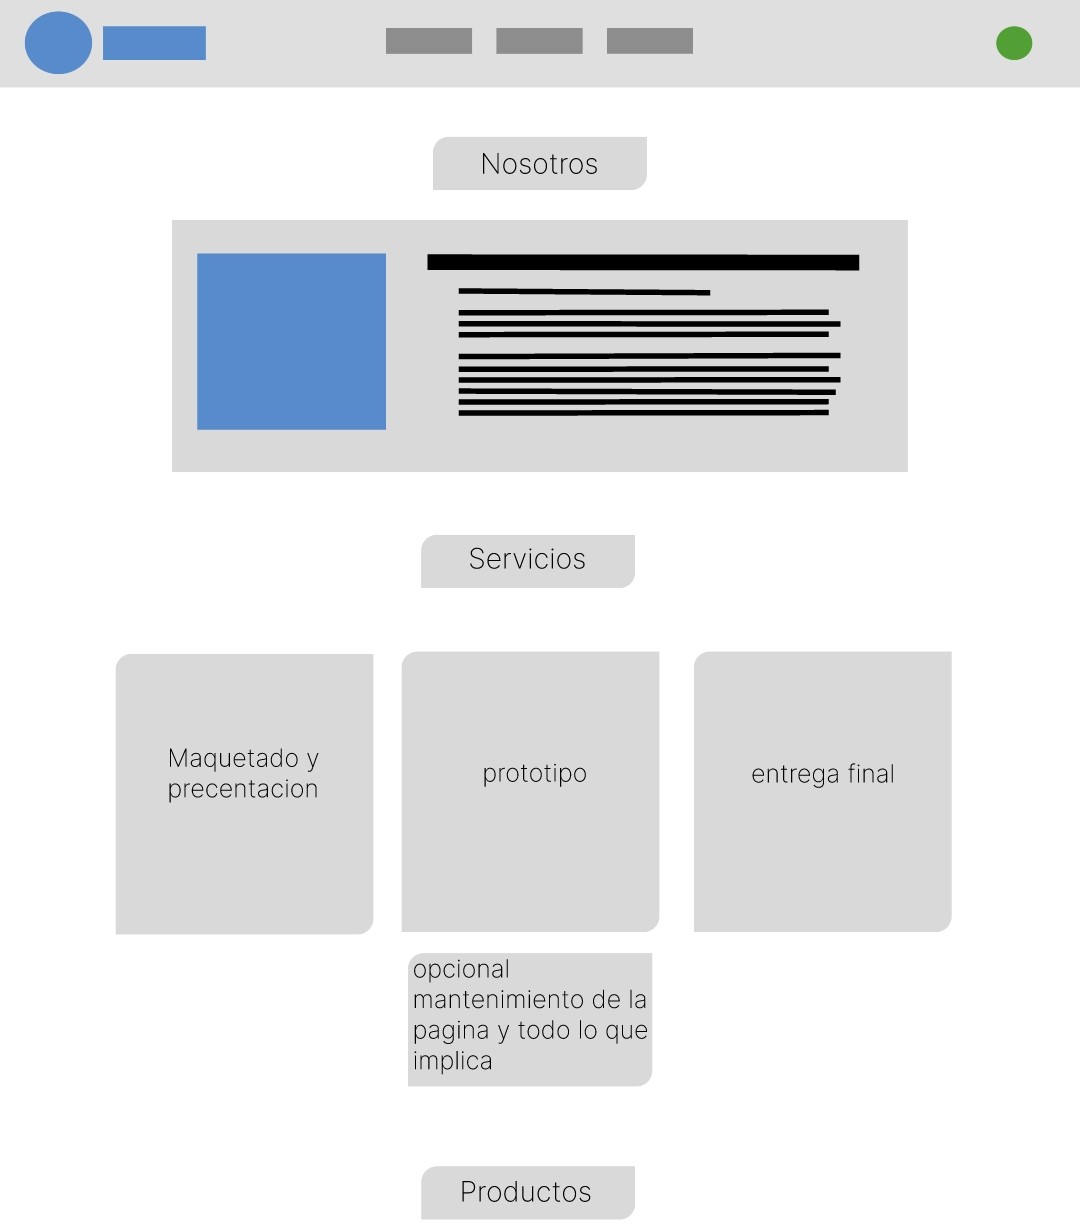 Nosotros
Servicios
Maquetado y
precentacion
prototipo
entrega final
opcional
mantenimiento de la
pagina y todo lo que
implica
Productos